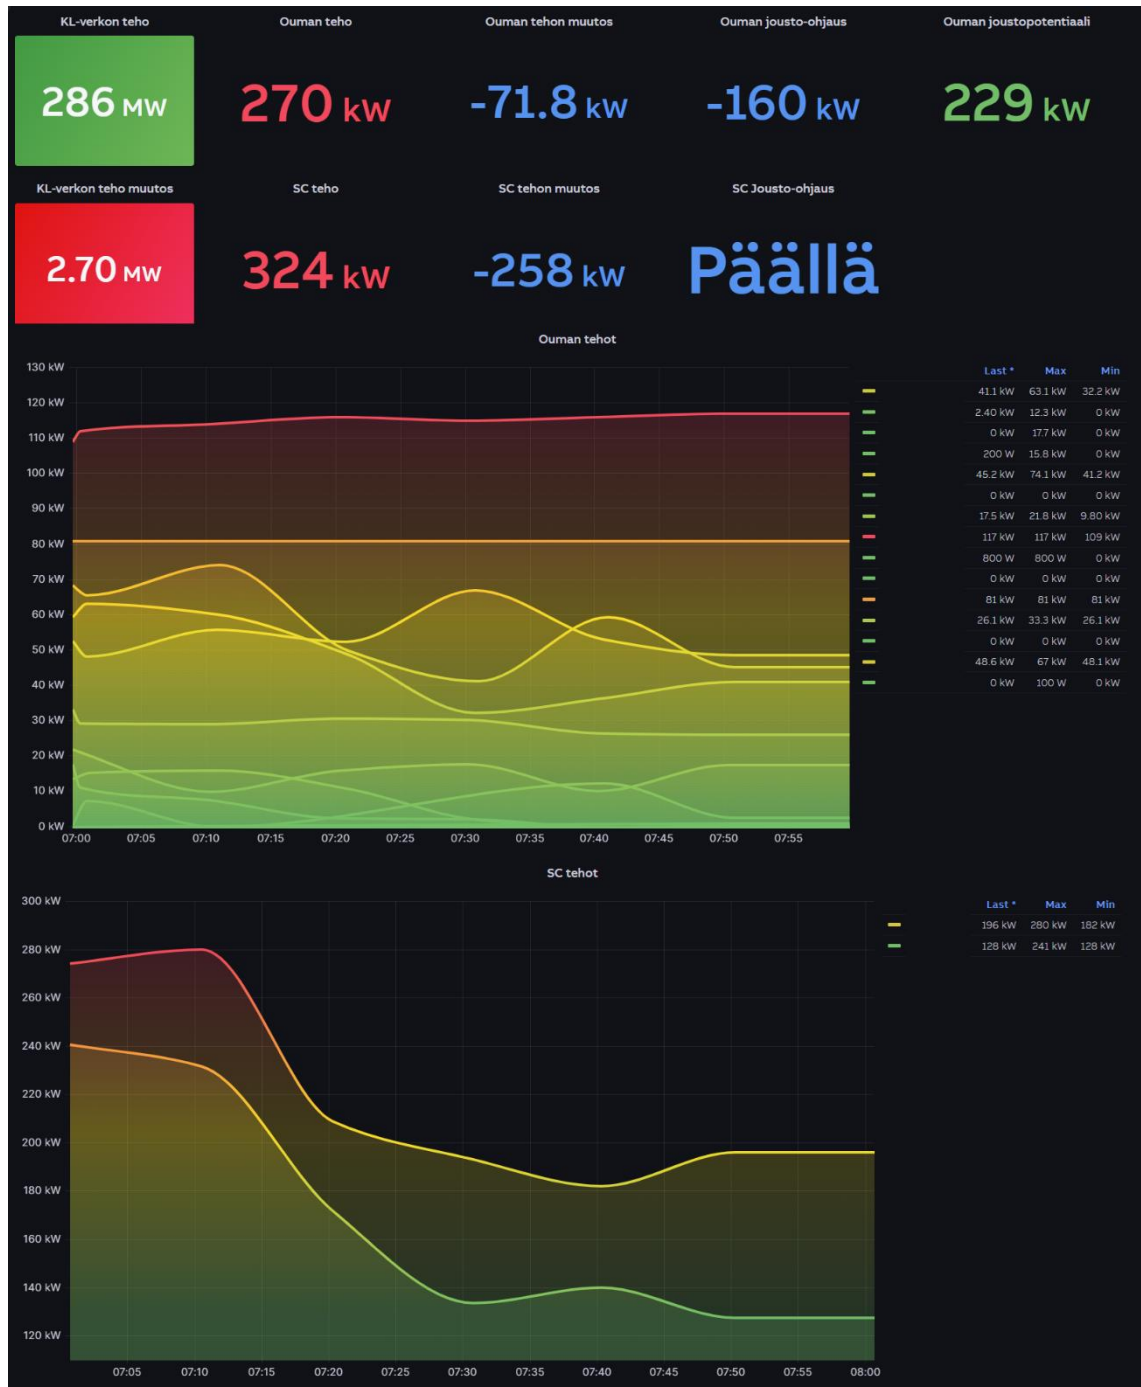 KL-verkon teho Ouman teho Ouman tehon muutos Ouman jousto-ohjaus Ouman joustopotentiaali
286 MW 270 kW -71.8 kW -160 kW 229 kW
KL-verkon teho muutos SC teho SC tehon muutos SC Jousto-ohjaus
2.70 MW 324 kW -258 kW Päällä
Ouman tehot
130 kW
120 kW
110 kW
100 kW
90 kW
80 kW
70 kW
60 kW
50 kW
40 kW
30 kW
20 kW
10 kW
0 kW
07:00 07:05 07:10 07:15 07:20 07:25 07:30 07:35 07:40 07:45 07:50 07:55
Last * Max Min
41.1 kW 63.1 kW 32.2 kW
2.40 kW 12.3 kW 0 kW
0 kW 17.7 kW 0 kW
200 W 15.8 kW 0 kW
45.2 kW 74.1 kW 41.2 kW
0 kW 0 kW 0 kW
17.5 kW 21.8 kW 9.80 kW
117 kW 117 kW 109 kW
800 W 800 W 0 kW
0 kW 0 kW 0 kW
81 kW 81 kW 81 kW
26.1 kW 33.3 kW 26.1 kW
0 kW 0 kW 0 kW
48.6 kW 67 kW 48.1 kW
0 kW 100 W 0 kW
SC tehot
300 kW
280 kW
260 kW
240 kW
220 kW
200 kW
180 kW
160 kW
140 kW
120 kW
07:05 07:10 07:15 07:20 07:25 07:30 07:35 07:40 07:45 07:50 07:55 08:00
Last * Max Min
196 kW 280 kW 182 kW
128 kW 241 kW 128 kW